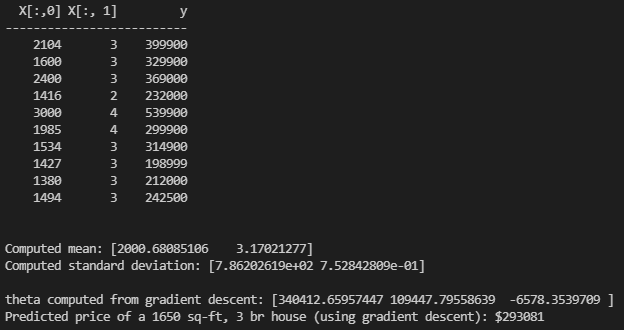 X[:,0] X[:, 1] y
--------------------------
2104 3 399900
1600 3 329900
2400 3 369000
1416 2 232000
3000 4 539900
1985 4 299900
1534 3 314900
1427 3 198999
1380 3 212000
1494 3 242500
Computed mean: [2000.68085106 3.17021277]
Computed standard deviation: [7.86202619e+02 7.52842809e-01]
theta computed from gradient descent: [340412.65957447 109447.79558639 -6578.3539709 ]
Predicted price of a 1650 sq-ft, 3 br house (using gradient descent): $293081